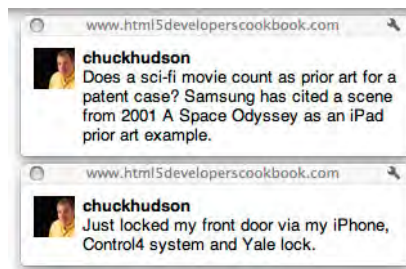 www.html5developerscookbook.com
chuckhudson
Does a sci-fi movie count as prior art for a
patent case? Samsung has cited a scene
from 2001 A Space Odyssey as an iPad
prior art example.
www.html5developerscookbook.com
chuckhudson
Just locked my front door via my iPhone,
Control4 system and Yale lock.